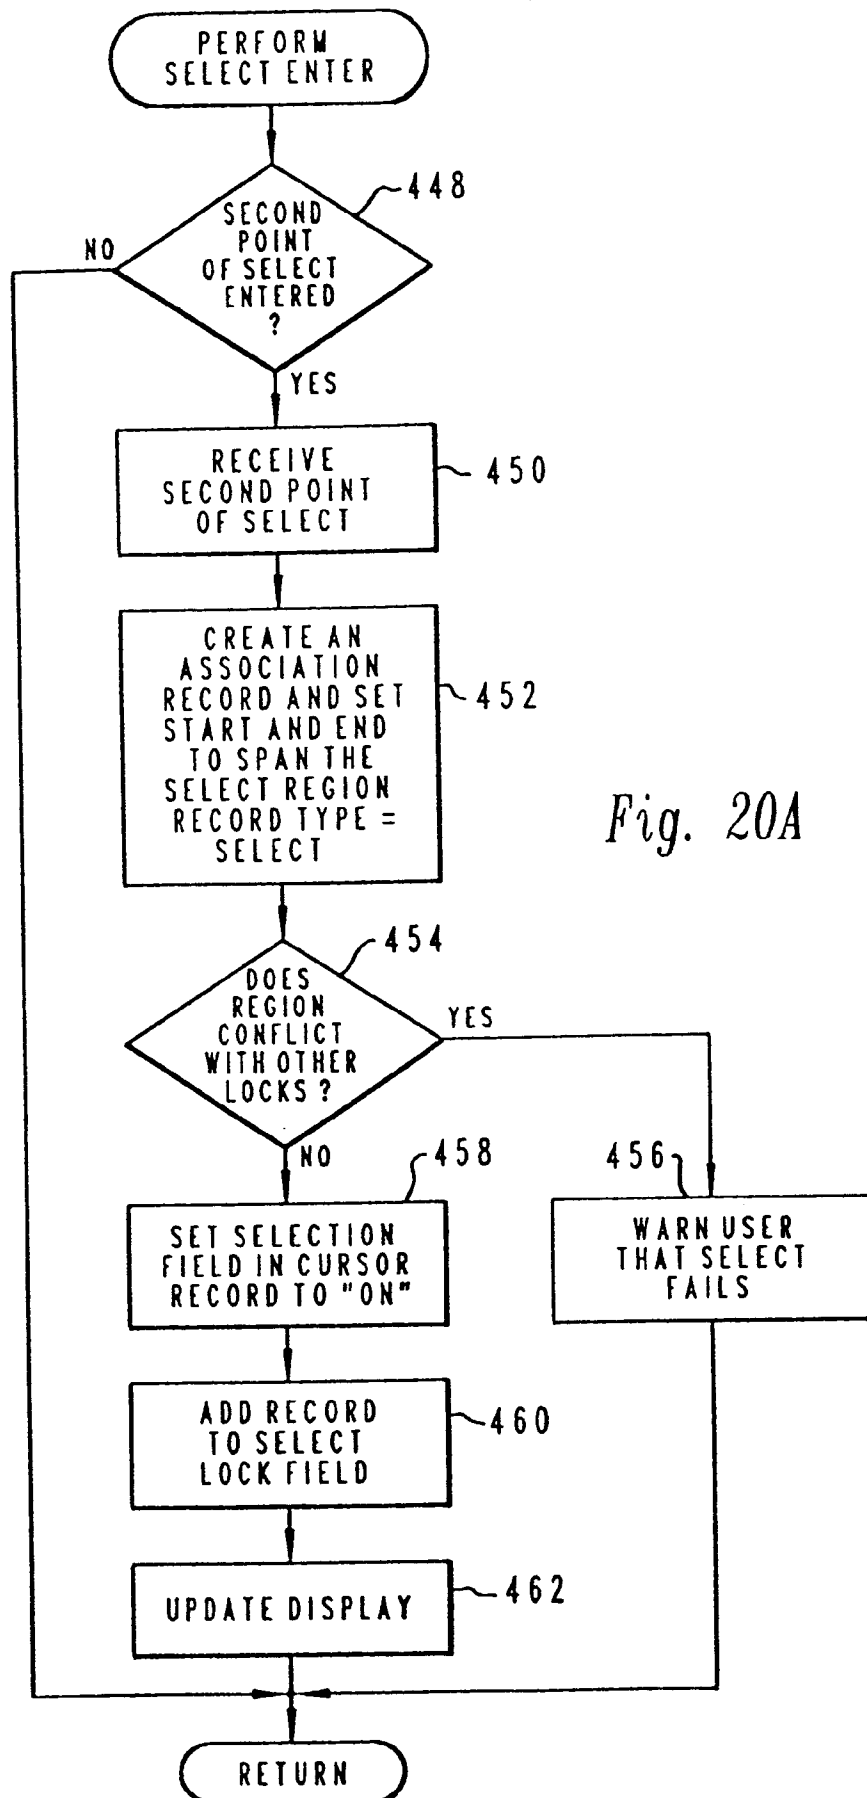 PERFORM
SELECT ENTER
448
SECOND
POINT
OF SELECT
ENTERED
?
NO
YES
RECEIVE
SECOND POINT
OF SELECT
450
CREATE AN
ASSOCIATION
RECORD AND SET
START AND END
TO SPAN THE
SELECT REGION
RECORD TYPE =
SELECT
452
Fig. 20A
454
DOES
REGION
CONFLICT
WITH OTHER
LOCKS ?
YES
NO
458
456
SET SELECTION
FIELD IN CURSOR
RECORD TO "ON"
WARN USER
THAT SELECT
FAILS
ADD RECORD
TO SELECT
LOCK FIELD
460
UPDATE DISPLAY
462
RETURN